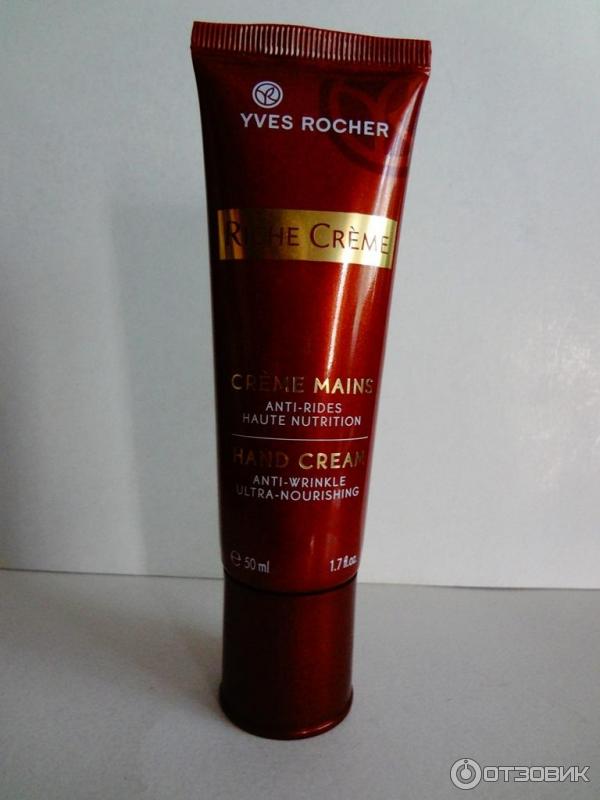 YVES ROCHER
RICHE CRÈME
CRÈME MAINS
ANTI-RIDES
HAUTE NUTRITION
HAND CREAM
ANTI-WRINKLE
ULTRA-NOURISHING
℮ 50 ml 1.7 fl.oz.
ОТЗОВИК